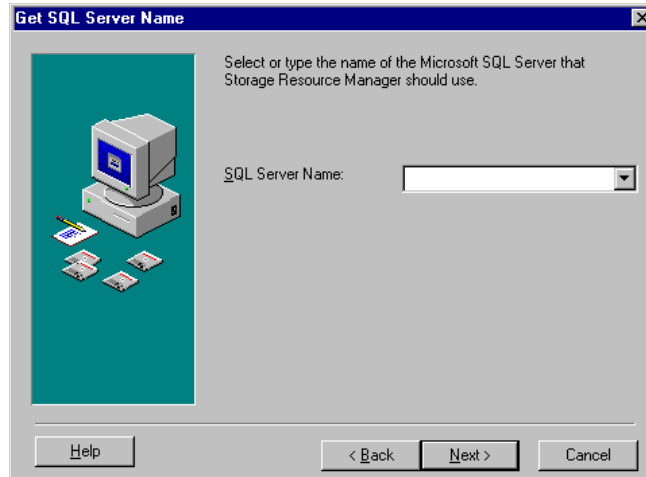 Get SQL Server Name
Select or type the name of the Microsoft SQL Server that
Storage Resource Manager should use.
SQL Server Name:
Help
< Back
Next >
Cancel